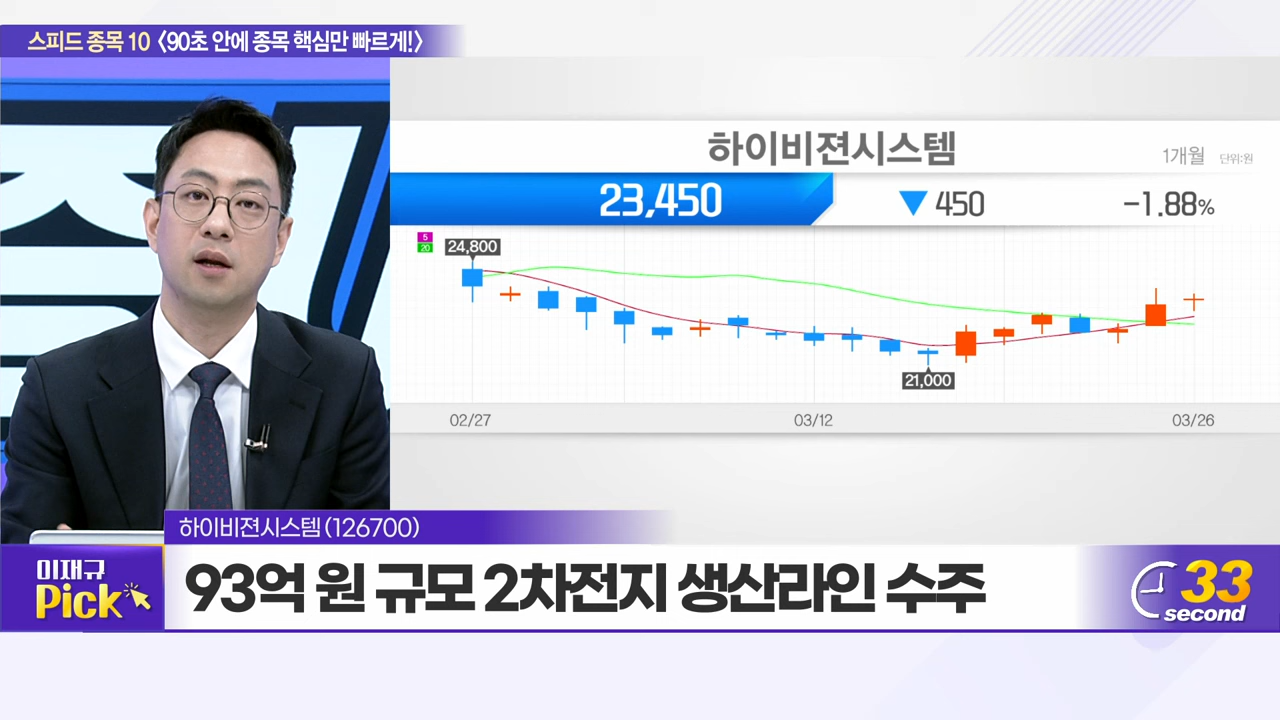 스피드 종목 10 〈90초 안에 종목 핵심만 빠르게!〉
하이비젼시스템
1개월 단위:원
23,450 ▼ 450 -1.88%
5
20
24,800
21,000
02/27 03/12 03/26
하이비젼시스템(126700)
이재규
Pick
93억 원 규모 2차전지 생산라인 수주
33
second